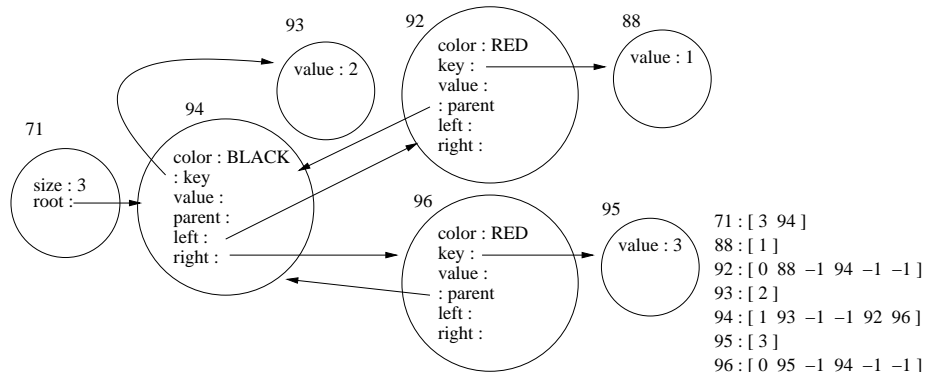 71
size : 3
root :
94
color : BLACK
: key
value :
parent :
left :
right :
93
value : 2
92
color : RED
key :
value :
: parent
left :
right :
88
value : 1
96
color : RED
key :
value :
: parent
left :
right :
95
value : 3
71 : [ 3 94 ]
88 : [ 1 ]
92 : [ 0 88 −1 94 −1 −1 ]
93 : [ 2 ]
94 : [ 1 93 −1 −1 92 96 ]
95 : [ 3 ]
96 : [ 0 95 −1 94 −1 −1 ]